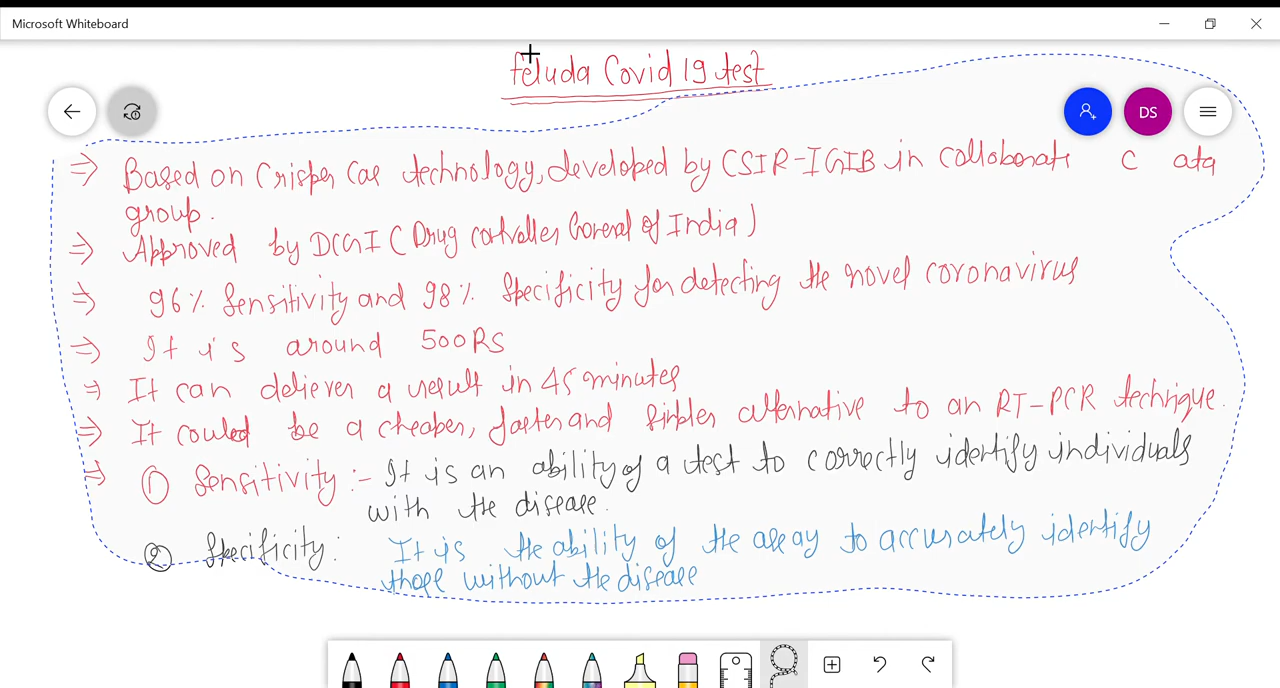 Microsoft Whiteboard
feluda Covid 19 test
DS
⇒ Based on Crisper Cas technology, developed by CSIR-IGIB in collaborate c ata
group.
⇒ Approved by DCGI (Drug controller General of India)
⇒ 96% Sensitivity and 98% Specificity for detecting the novel coronavirus
⇒ It is around 500RS
⇒ It can deliever a result in 45 minutes
⇒ It could be a cheaper, faster and simpler alternative to an RT-PCR technique.
⇒ ① Sensitivity :- It is an ability of a test to correctly identify individuals
with the disease.
② Specificity: It is the ability of the assay to accurately identify
those without the disease